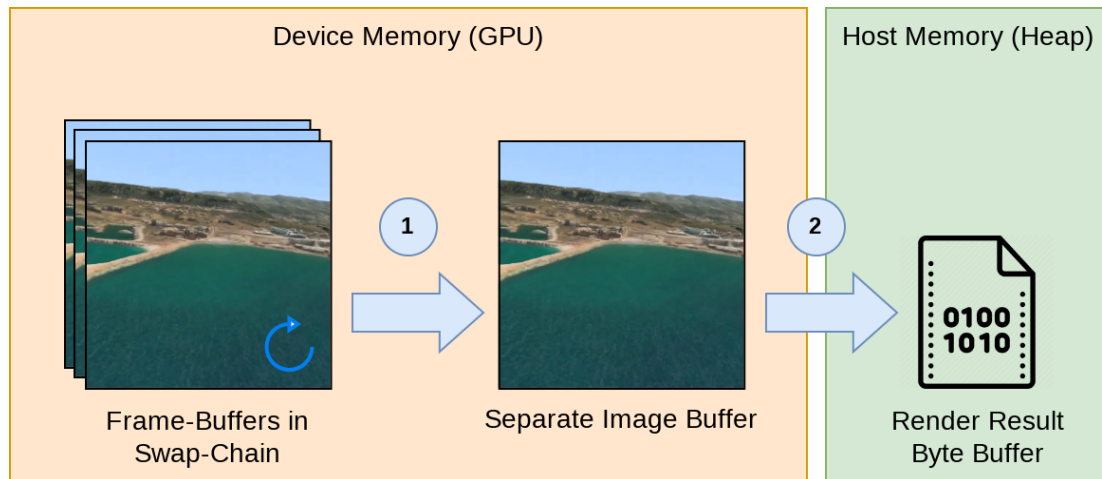 Device Memory (GPU)
Host Memory (Heap)
1
2
0100
1010
Frame-Buffers in
Swap-Chain
Separate Image Buffer
Render Result
Byte Buffer